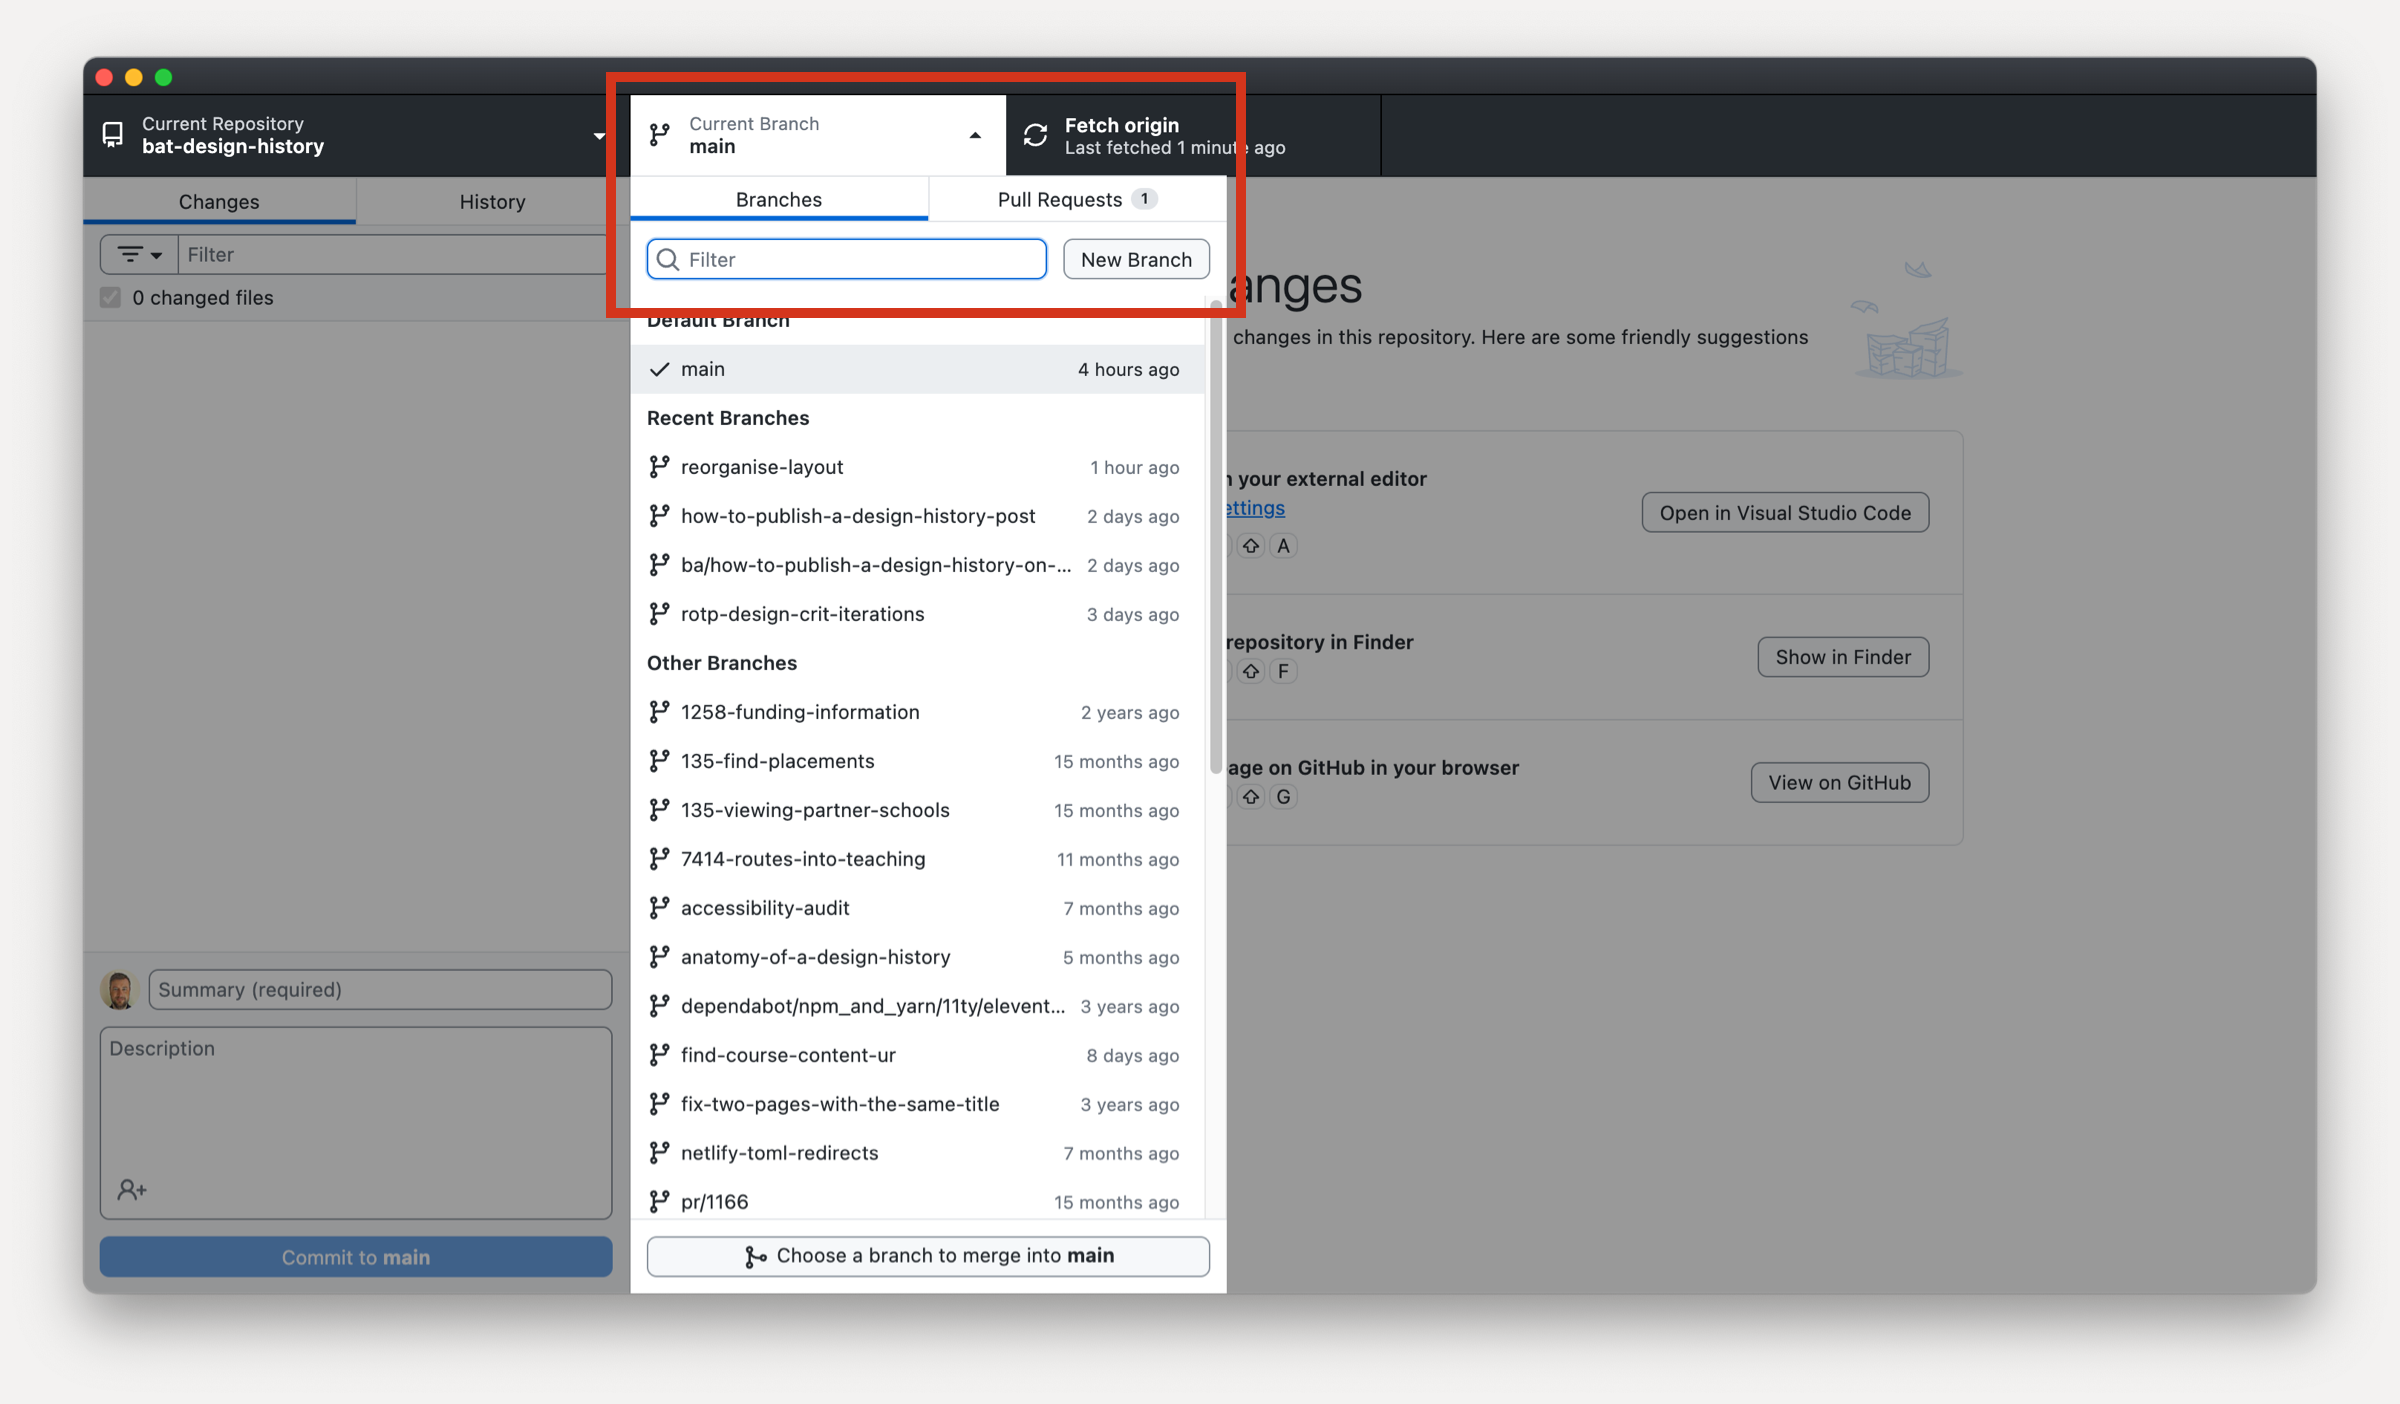 Current Repository
bat-design-history
Current Branch
main
Fetch origin
Last fetched 1 minute ago
Changes
History
Filter
0 changed files
Branches
Pull Requests 1
Filter
New Branch
Default Branch
main 4 hours ago
Recent Branches
reorganise-layout 1 hour ago
how-to-publish-a-design-history-post 2 days ago
ba/how-to-publish-a-design-history-on-... 2 days ago
rotp-design-crit-iterations 3 days ago
Other Branches
1258-funding-information 2 years ago
135-find-placements 15 months ago
135-viewing-partner-schools 15 months ago
7414-routes-into-teaching 11 months ago
accessibility-audit 7 months ago
anatomy-of-a-design-history 5 months ago
dependabot/npm_and_yarn/11ty/elevent... 3 years ago
find-course-content-ur 8 days ago
fix-two-pages-with-the-same-title 3 years ago
netlify-toml-redirects 7 months ago
pr/1166 15 months ago
Choose a branch to merge into main
Summary (required)
Description
Commit to main
anges
changes in this repository. Here are some friendly suggestions
your external editor
ettings
A
Open in Visual Studio Code
repository in Finder
F
Show in Finder
age on GitHub in your browser
G
View on GitHub